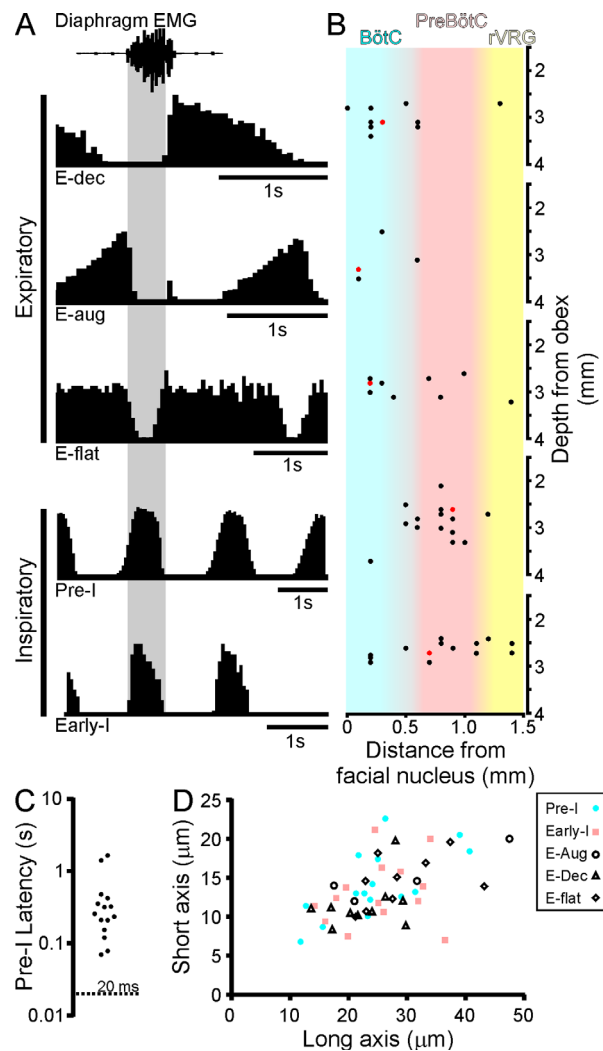 A
Diaphragm EMG
Expiratory
E-dec
1s
E-aug
1s
E-flat
1s
Inspiratory
Pre-I
1s
Early-I
1s
B
BötC
PreBötC
rVRG
2
3
4
2
3
4
2
3
4
2
3
4
2
3
4
Depth from obex
(mm)
0
0.5
1.0
1.5
Distance from
facial nucleus (mm)
C
Pre-I Latency (s)
10
1
0.1
0.01
20 ms
D
Short axis (μm)
25
20
15
10
5
0
0
10
20
30
40
50
Long axis (μm)
Pre-I
Early-I
E-Aug
E-Dec
E-flat